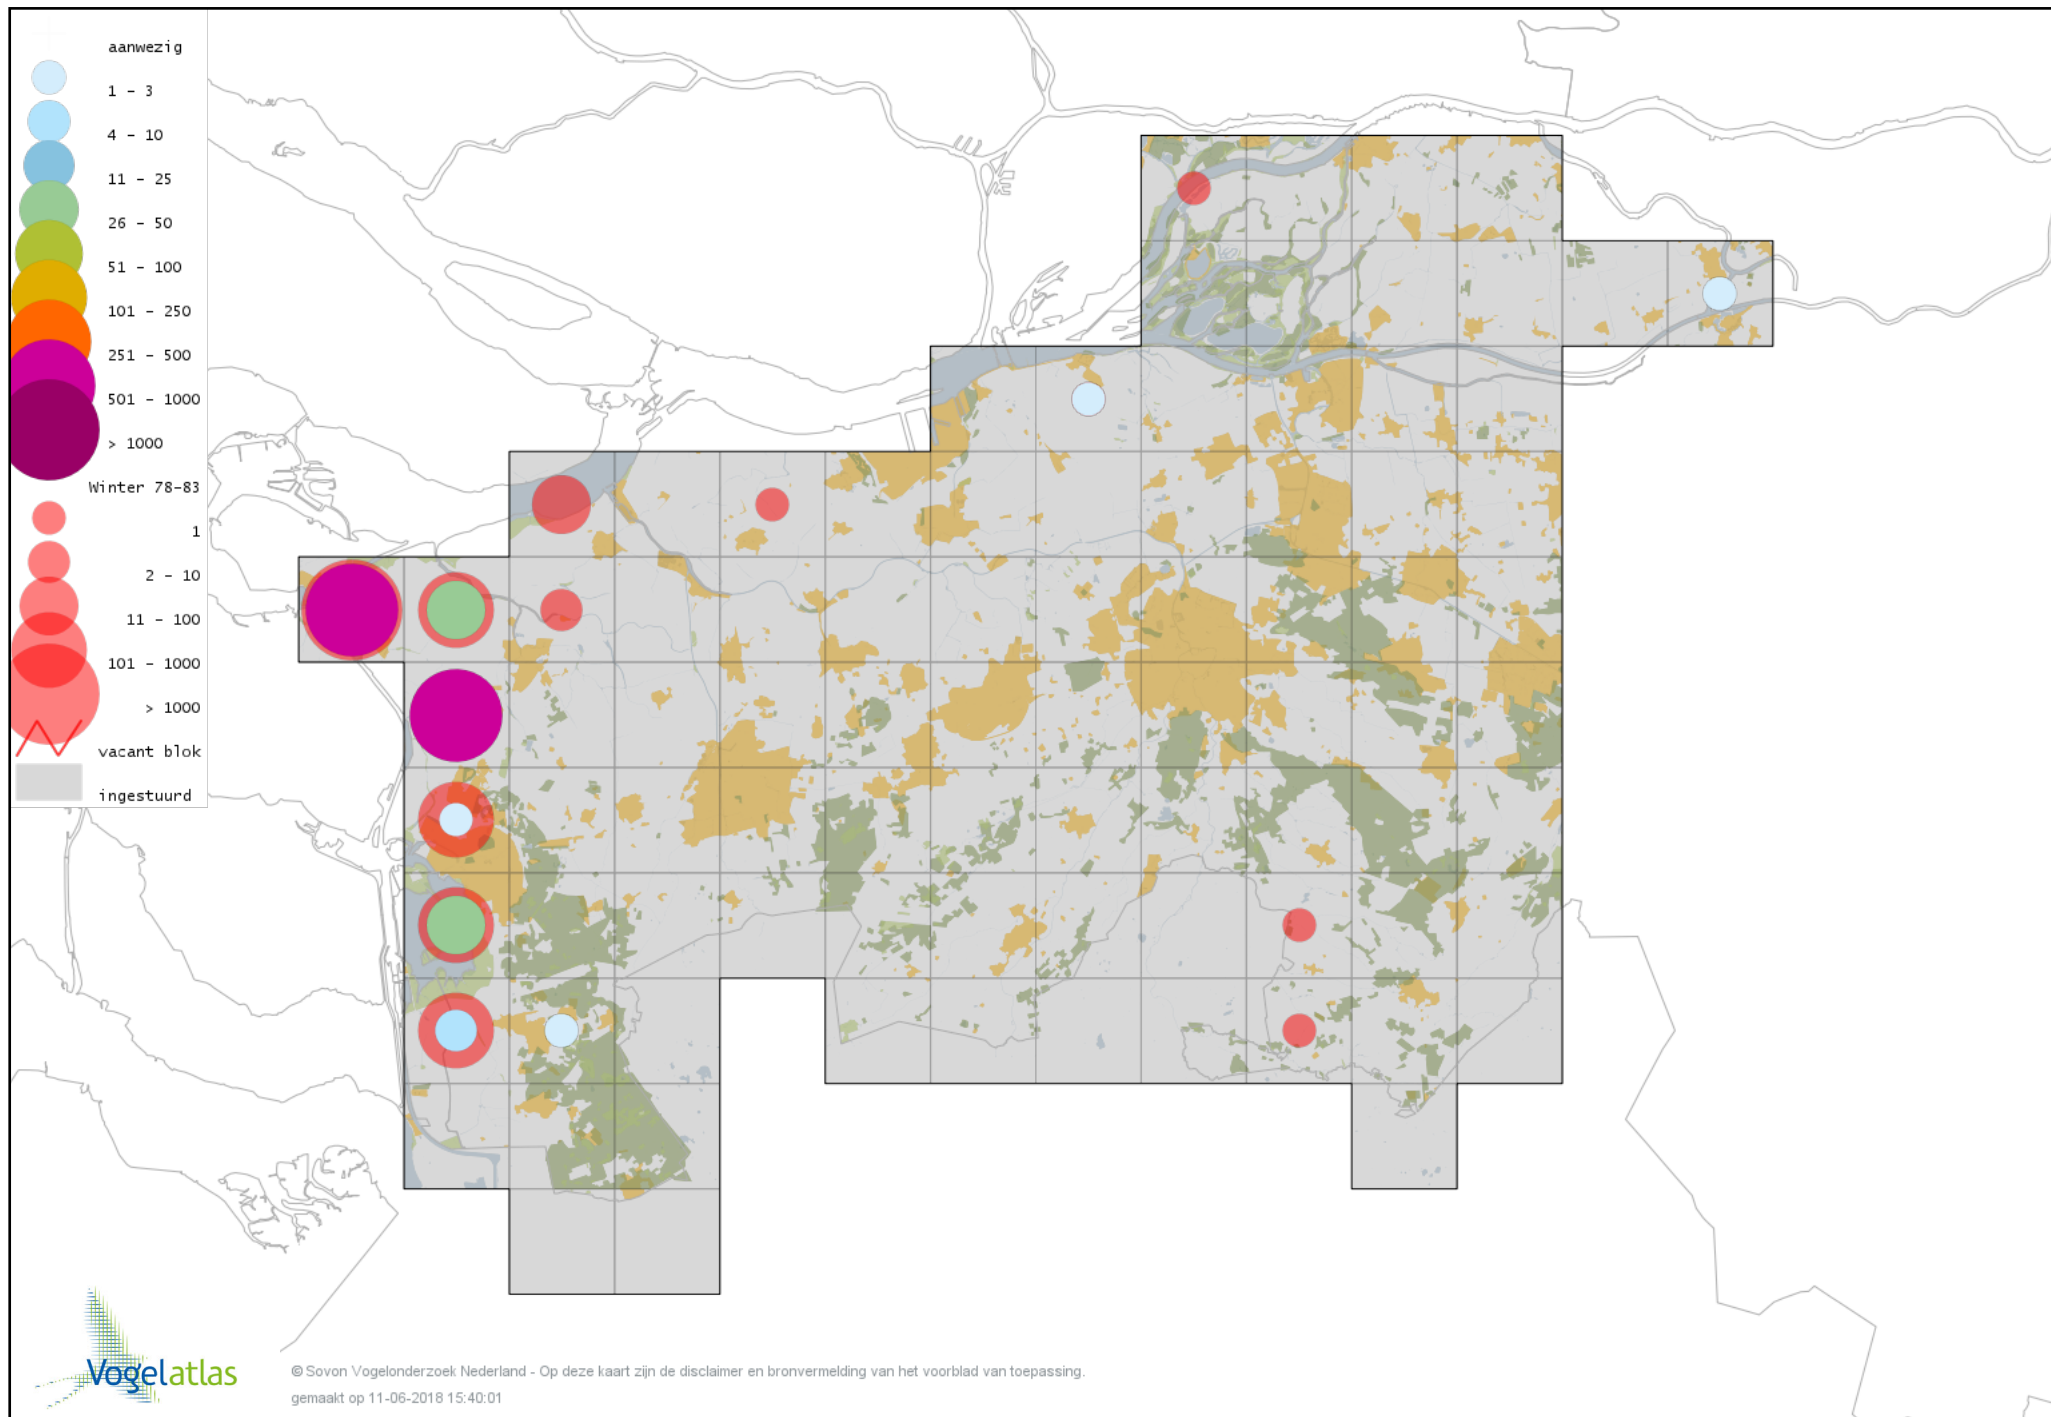 aanwezig
1 - 3
4 - 10
11 - 25
26 - 50
51 - 100
101 - 250
251 - 500
501 - 1000
> 1000
Winter 78-83
1
2 - 10
11 - 100
101 - 1000
> 1000
vacant blok
ingestuurd
Vogelatlas
© Sovon Vogelonderzoek Nederland - Op deze kaart zijn de disclaimer en bronvermelding van het voorblad van toepassing.
gemaakt op 11-06-2018 15:40:01